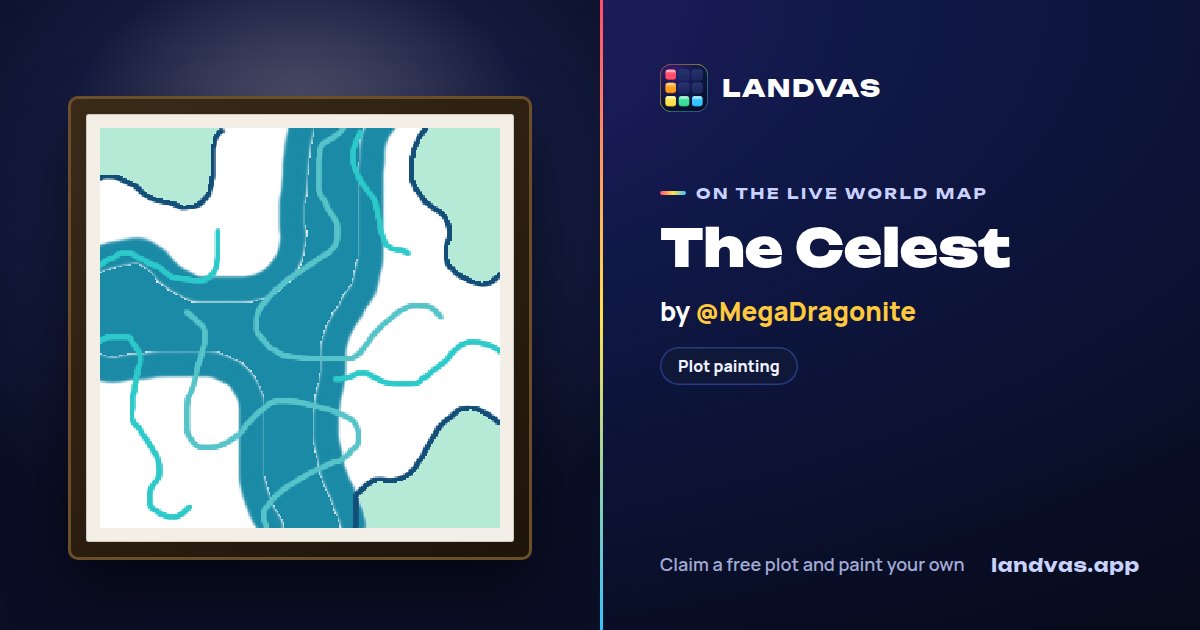 LANDVAS
ON THE LIVE WORLD MAP
The Celest
by @MegaDragonite
Plot painting
Claim a free plot and paint your own landvas.app